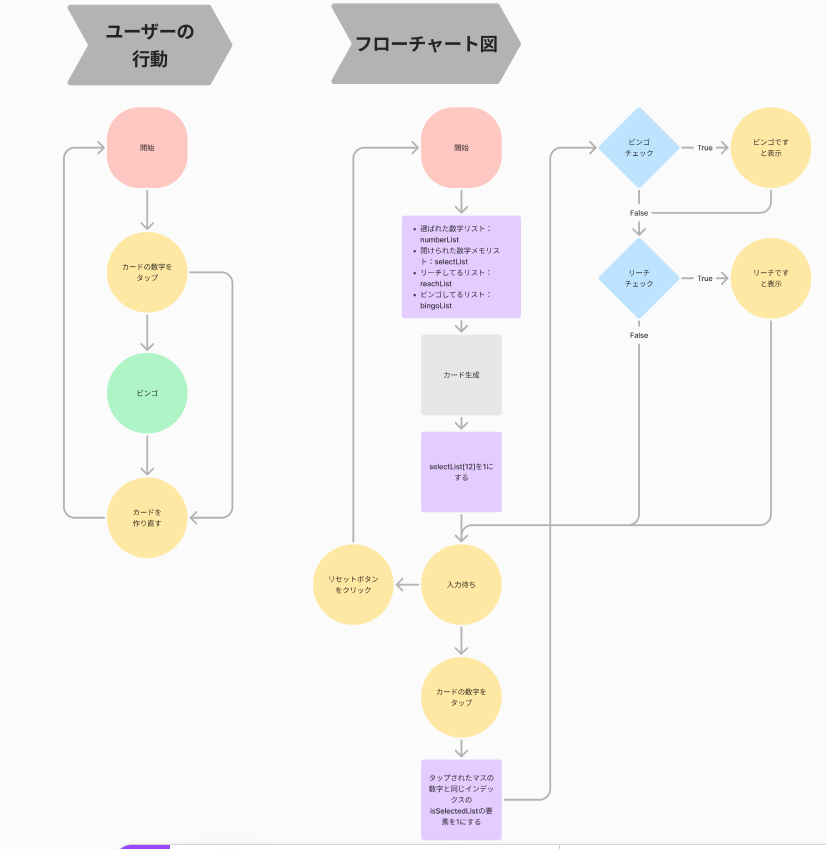 ユーザーの
行動
フローチャート図
開始
カードの数字を
タップ
ビンゴ
カードを
作り直す
開始
• 選ばれた数字リスト：
numberList
• 開けられた数字メモリス
ト：selectList
• リーチしてるリスト：
reachList
• ビンゴしてるリスト：
bingoList
カード生成
selectList[12]を1に
する
入力待ち
リセットボタン
をクリック
カードの数字を
タップ
タップされたマスの
数字と同じインデッ
クスの
isSelectedListの要
素を1にする
ビンゴ
チェック
True
ビンゴです
と表示
False
リーチ
チェック
True
リーチです
と表示
False